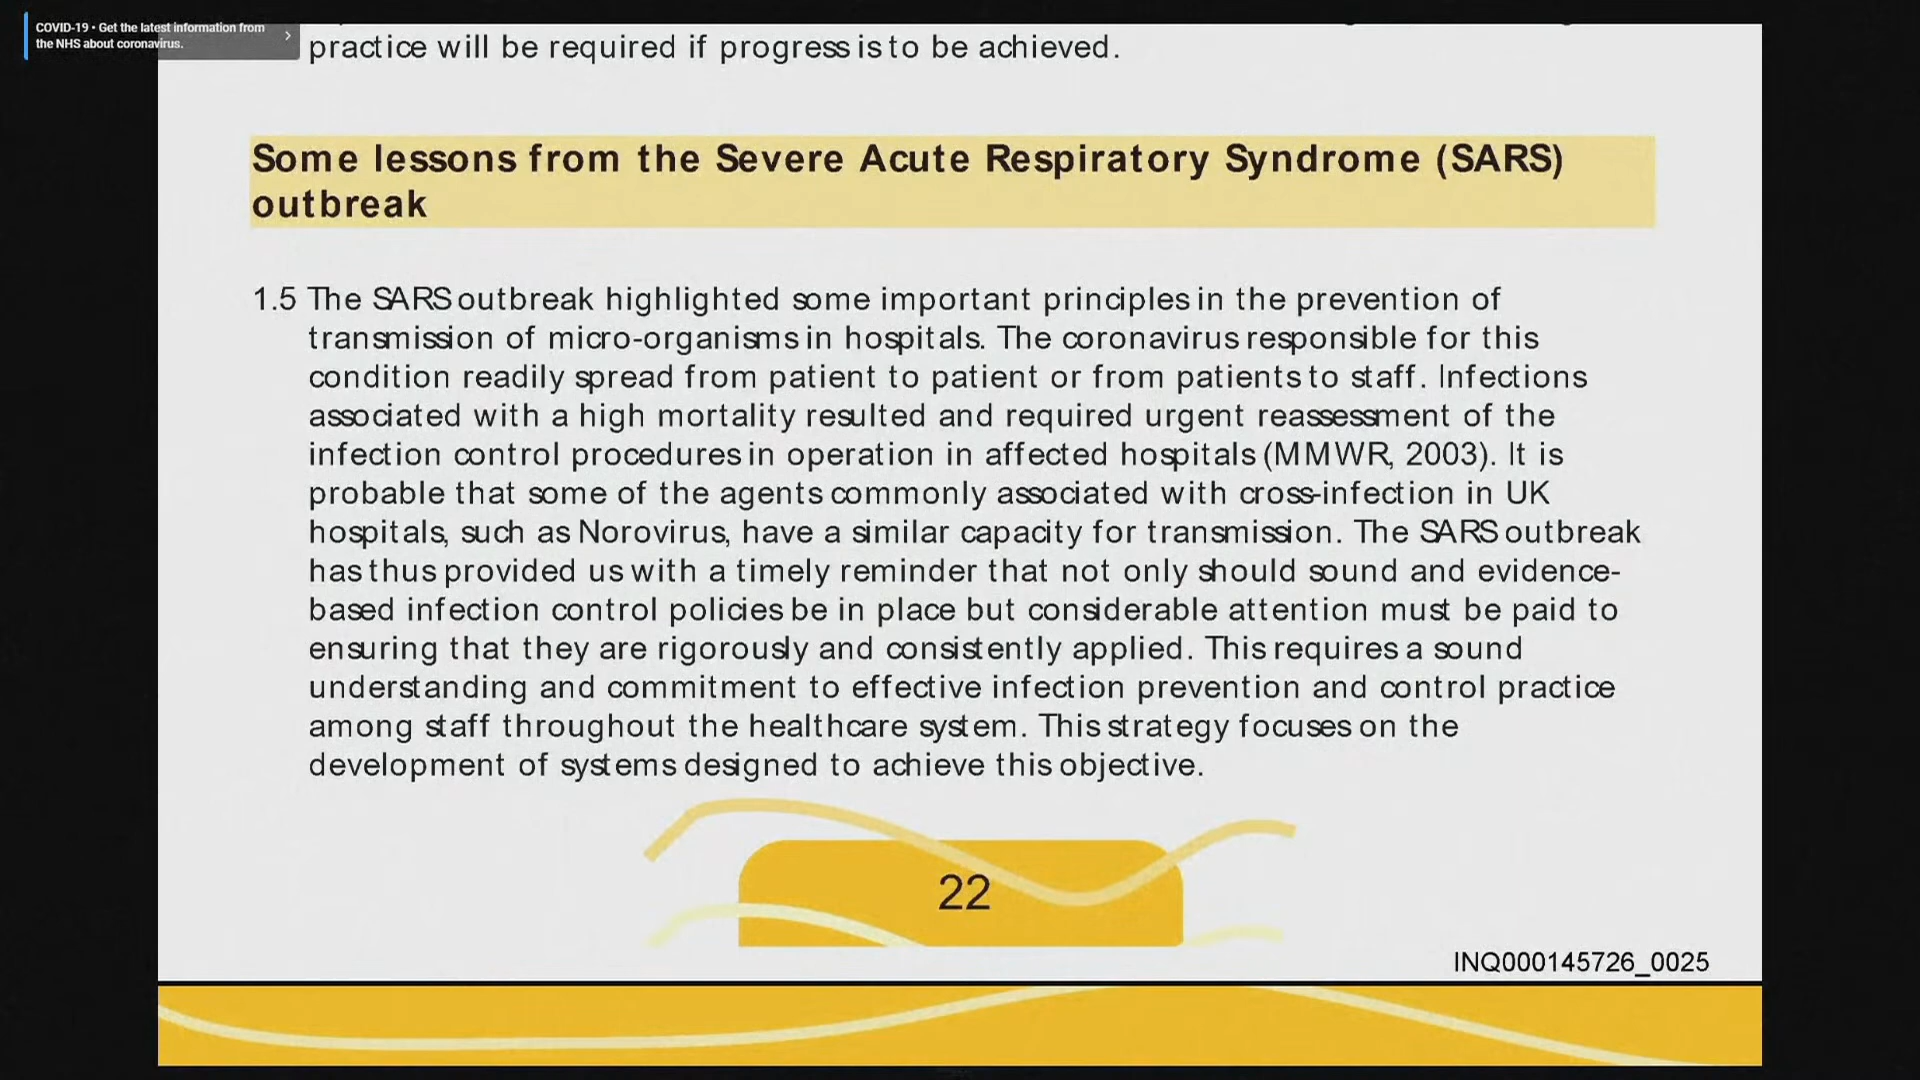 COVID-19 • Get the latest information from
the NHS about coronavirus.
practice will be required if progress is to be achieved.
Some lessons from the Severe Acute Respiratory Syndrome (SARS)
outbreak
1.5 The SARS outbreak highlighted some important principles in the prevention of
transmission of micro-organisms in hospitals. The coronavirus responsible for this
condition readily spread from patient to patient or from patients to staff. Infections
associated with a high mortality resulted and required urgent reassessment of the
infection control procedures in operation in affected hospitals (MMWR, 2003). It is
probable that some of the agents commonly associated with cross-infection in UK
hospitals, such as Norovirus, have a similar capacity for transmission. The SARS outbreak
has thus provided us with a timely reminder that not only should sound and evidence-
based infection control policies be in place but considerable attention must be paid to
ensuring that they are rigorously and consistently applied. This requires a sound
understanding and commitment to effective infection prevention and control practice
among staff throughout the healthcare system. This strategy focuses on the
development of systems designed to achieve this objective.
22
INQ000145726_0025